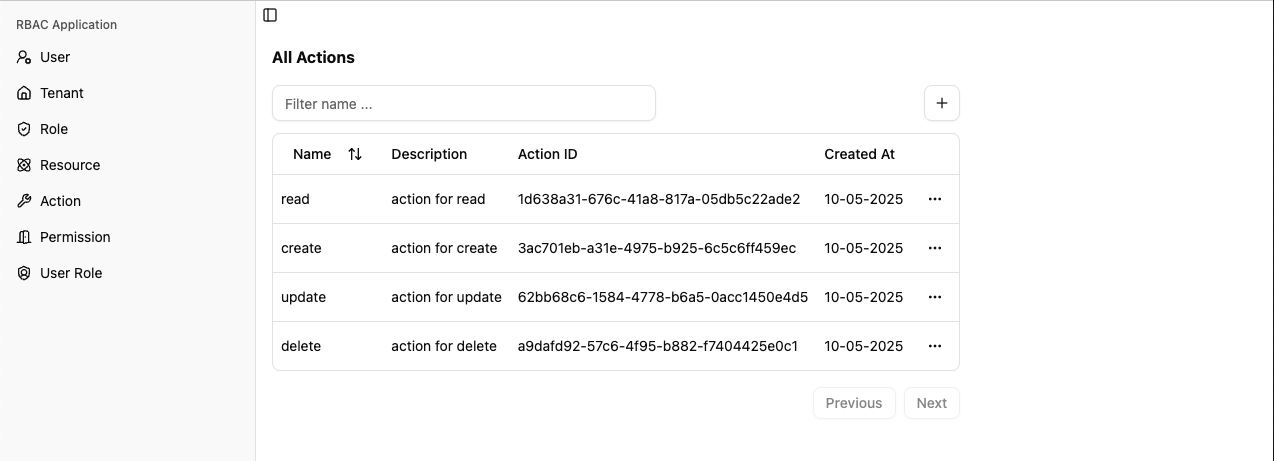 RBAC Application
User
Tenant
Role
Resource
Action
Permission
User Role
All Actions
Filter name ...
Name Description Action ID Created At
read action for read 1d638a31-676c-41a8-817a-05db5c22ade2 10-05-2025
create action for create 3ac701eb-a31e-4975-b925-6c5c6ff459ec 10-05-2025
update action for update 62bb68c6-1584-4778-b6a5-0acc1450e4d5 10-05-2025
delete action for delete a9dafd92-57c6-4f95-b882-f7404425e0c1 10-05-2025
Previous Next